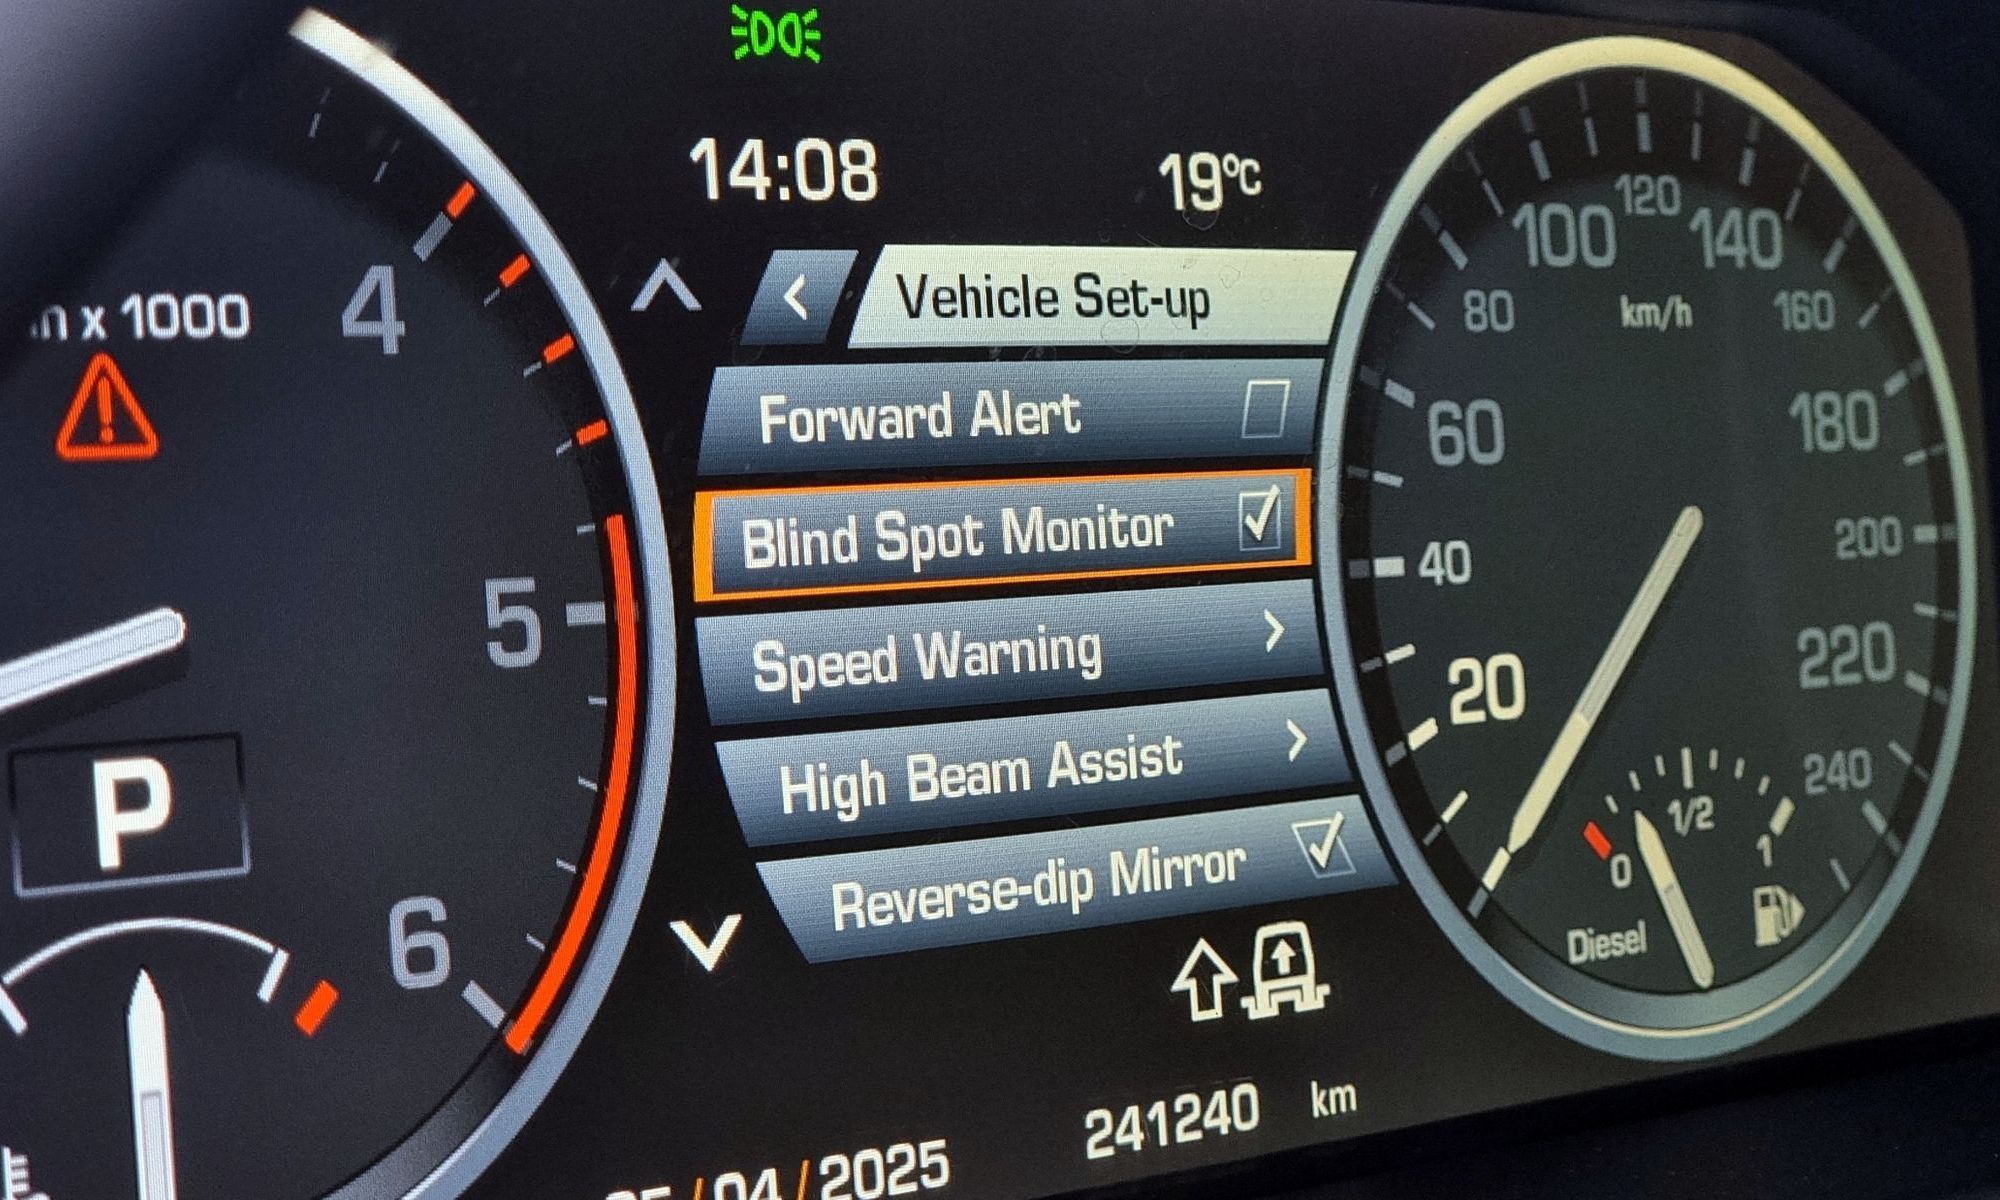 14:08
19°C
x 1000
4
5
6
P
Vehicle Set-up
Forward Alert
Blind Spot Monitor
Speed Warning
High Beam Assist
Reverse-dip Mirror
20
40
60
80
100
120
140
160
180
200
220
240
km/h
0
1/2
1
Diesel
241240 km
/04/2025